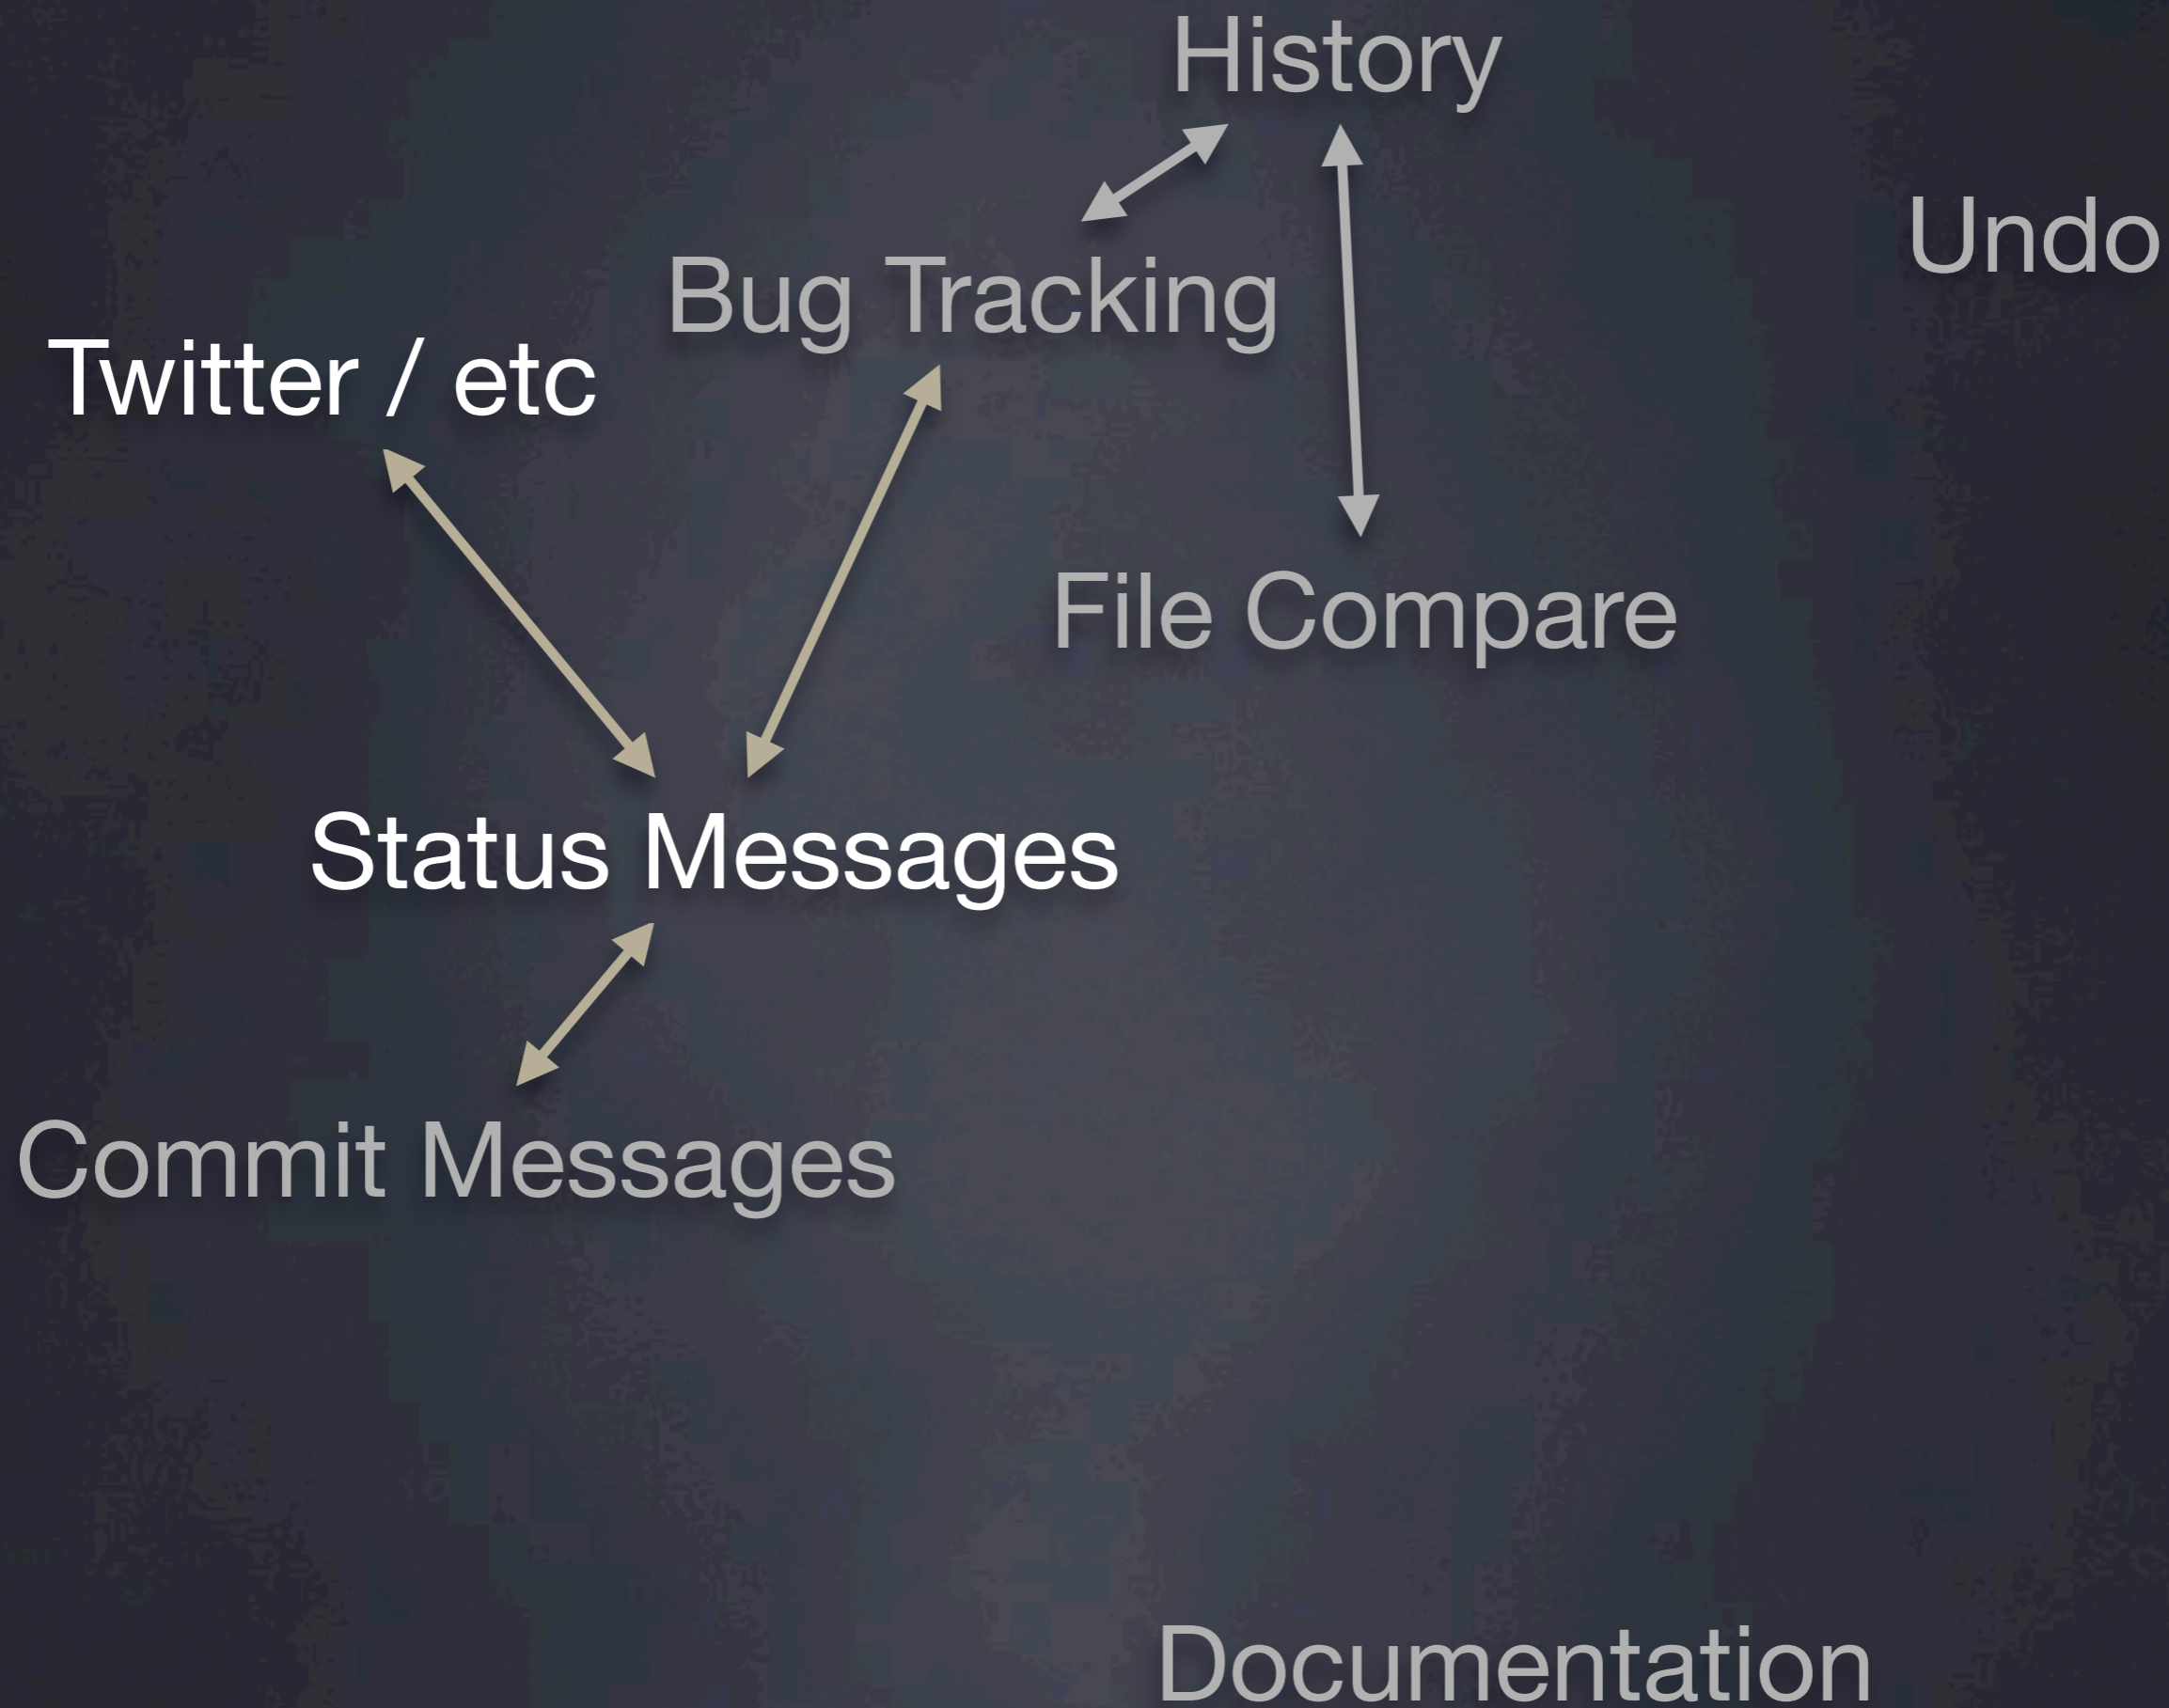 History
Undo
Bug Tracking
Twitter / etc
File Compare
Status Messages
Commit Messages
Documentation